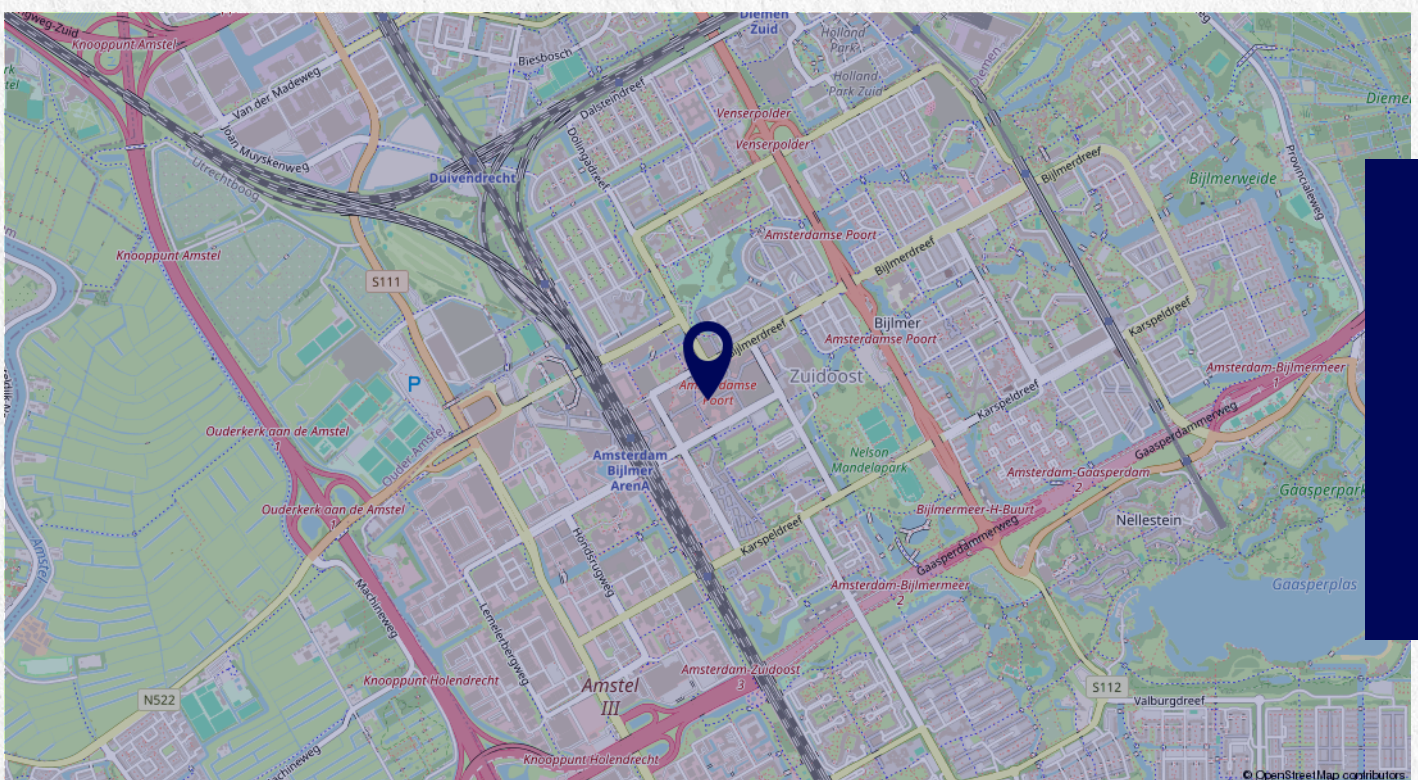 Diemen
Zuid
Knooppunt Amstel
Holland
Park
Biesbosch
Diemen
Van der Madeweg
Holland
Park Zuid
Dalsteindreef
Venserpolder
Joan Muyskenweg
Dolingadreef
Venserpolder
Provincialeweg
Utrechtboog
Duivendrecht
Bijlmerdreef
Bijlmerweide
Amsterdamse Poort
Knooppunt Amstel
Bijlmerdreef
S111
Karspeldreef
Bijlmer
Amsterdamse Poort
Bijlmerdreef
Amsterdam-Bijlmermeer
1
Zuidoost
P
Amsterdamse
Poort
Karspeldreef
Gaasperdammerweg
Ouderkerk aan de Amstel
Ouder-Amstel
Amsterdam
Bijlmer
ArenA
Nelson
Mandelapark
Amsterdam-Gaasperdam
2
Gaasperpark
Ouderkerk aan de Amstel
1
Bijlmermeer-H-Buurt
Nellestein
Karspeldreef
Gaasperdammerweg
Amstel
Hondsrugweg
Gaasperplas
Amsterdam-Bijlmermeer
2
Machineweg
Lemelerbergweg
Knooppunt Holendrecht
Amsterdam-Zuidoost
3
Amstel
III
S112
N522
Valburgdreef
Knooppunt Holendrecht
© OpenStreetMap contributors